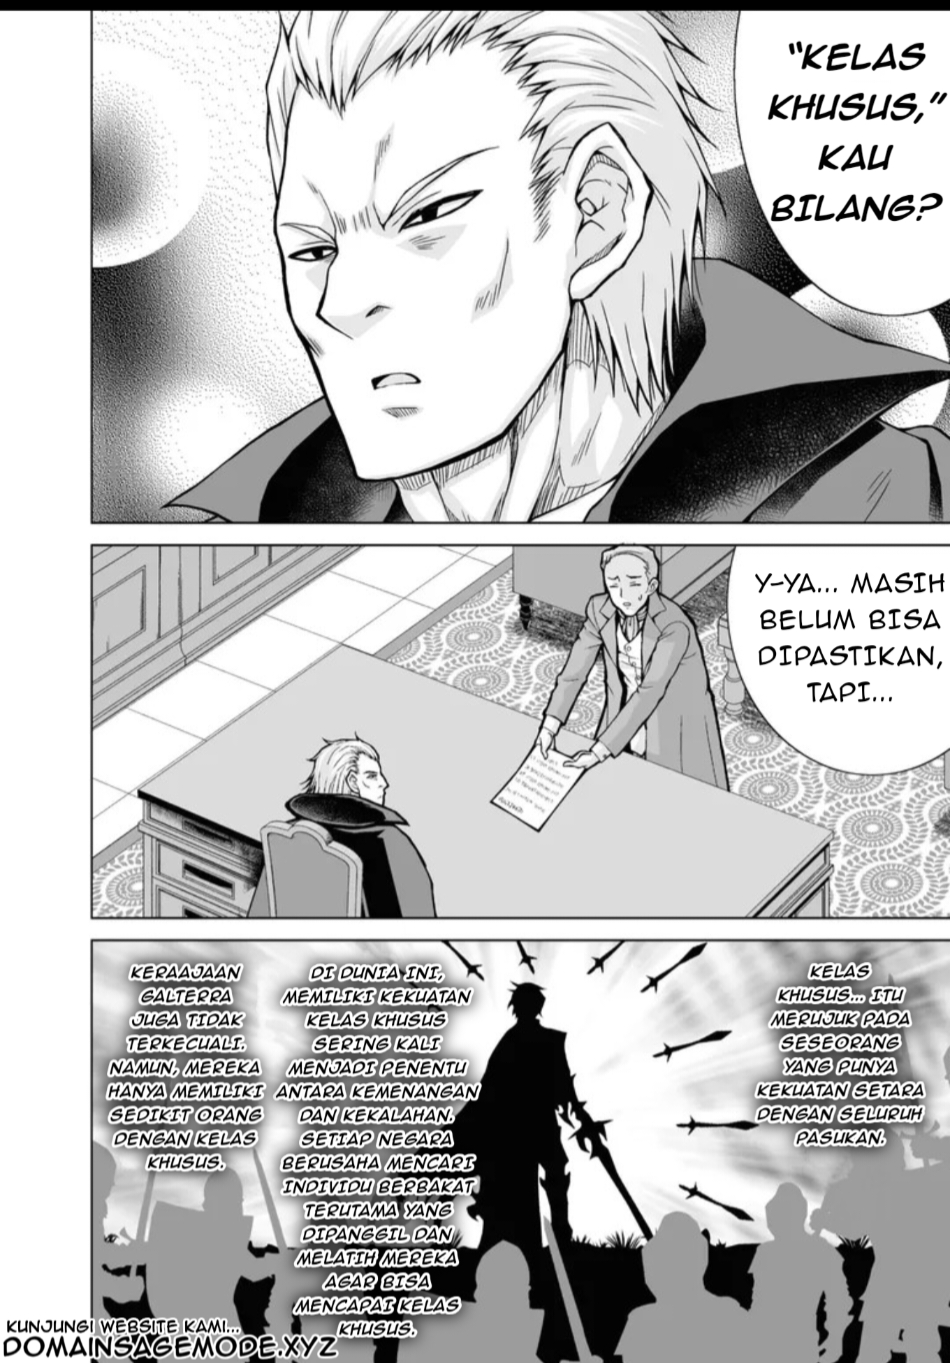 "KELAS
KHUSUS,"
KAU
BILANG?
Y-YA... MASIH
BELUM BISA
DIPASTIKAN,
TAPI...
KELAS
KHUSUS... ITU
MERUJUK PADA
SESEORANG
YANG PUNYA
KEKUATAN SETARA
DENGAN SELURUH
PASUKAN.
DI DUNIA INI,
MEMILIKI KEKUATAN
KELAS KHUSUS
SERING KALI
MENJADI PENENTU
ANTARA KEMENANGAN
DAN KEKALAHAN.
SETIAP NEGARA
BERUSAHA MENCARI
INDIVIDU BERBAKAT
TERUTAMA YANG
DIPANGGIL DAN
MELATIH MEREKA
AGAR BISA
MENCAPAI KELAS
KHUSUS.
KERAAJAAN
GALTERRA
JUGA TIDAK
TERKECUALI.
NAMUN, MEREKA
HANYA MEMILIKI
SEDIKIT ORANG
DENGAN KELAS
KHUSUS.
KUNJUNGI WEBSITE KAMI...
DOMAINSAGEMODE.XYZ